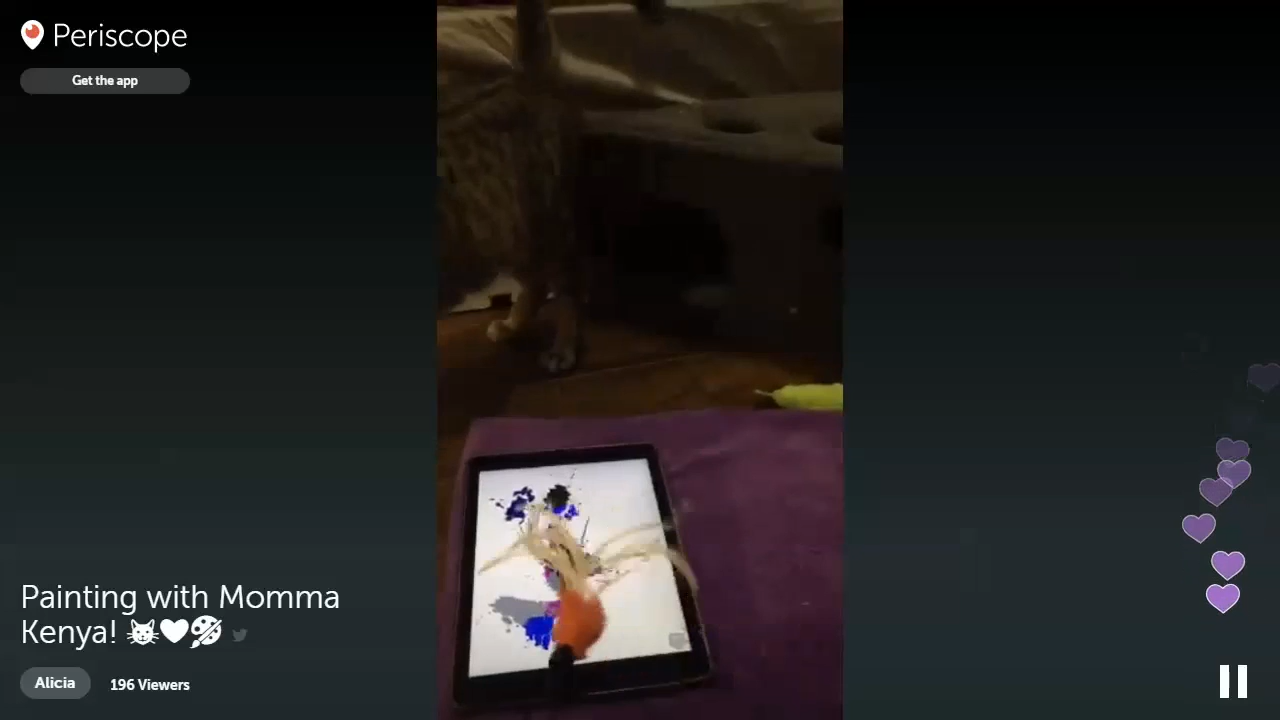 Periscope
Get the app
Painting with Momma
Kenya! 😺❤🎨
Alicia
196 Viewers